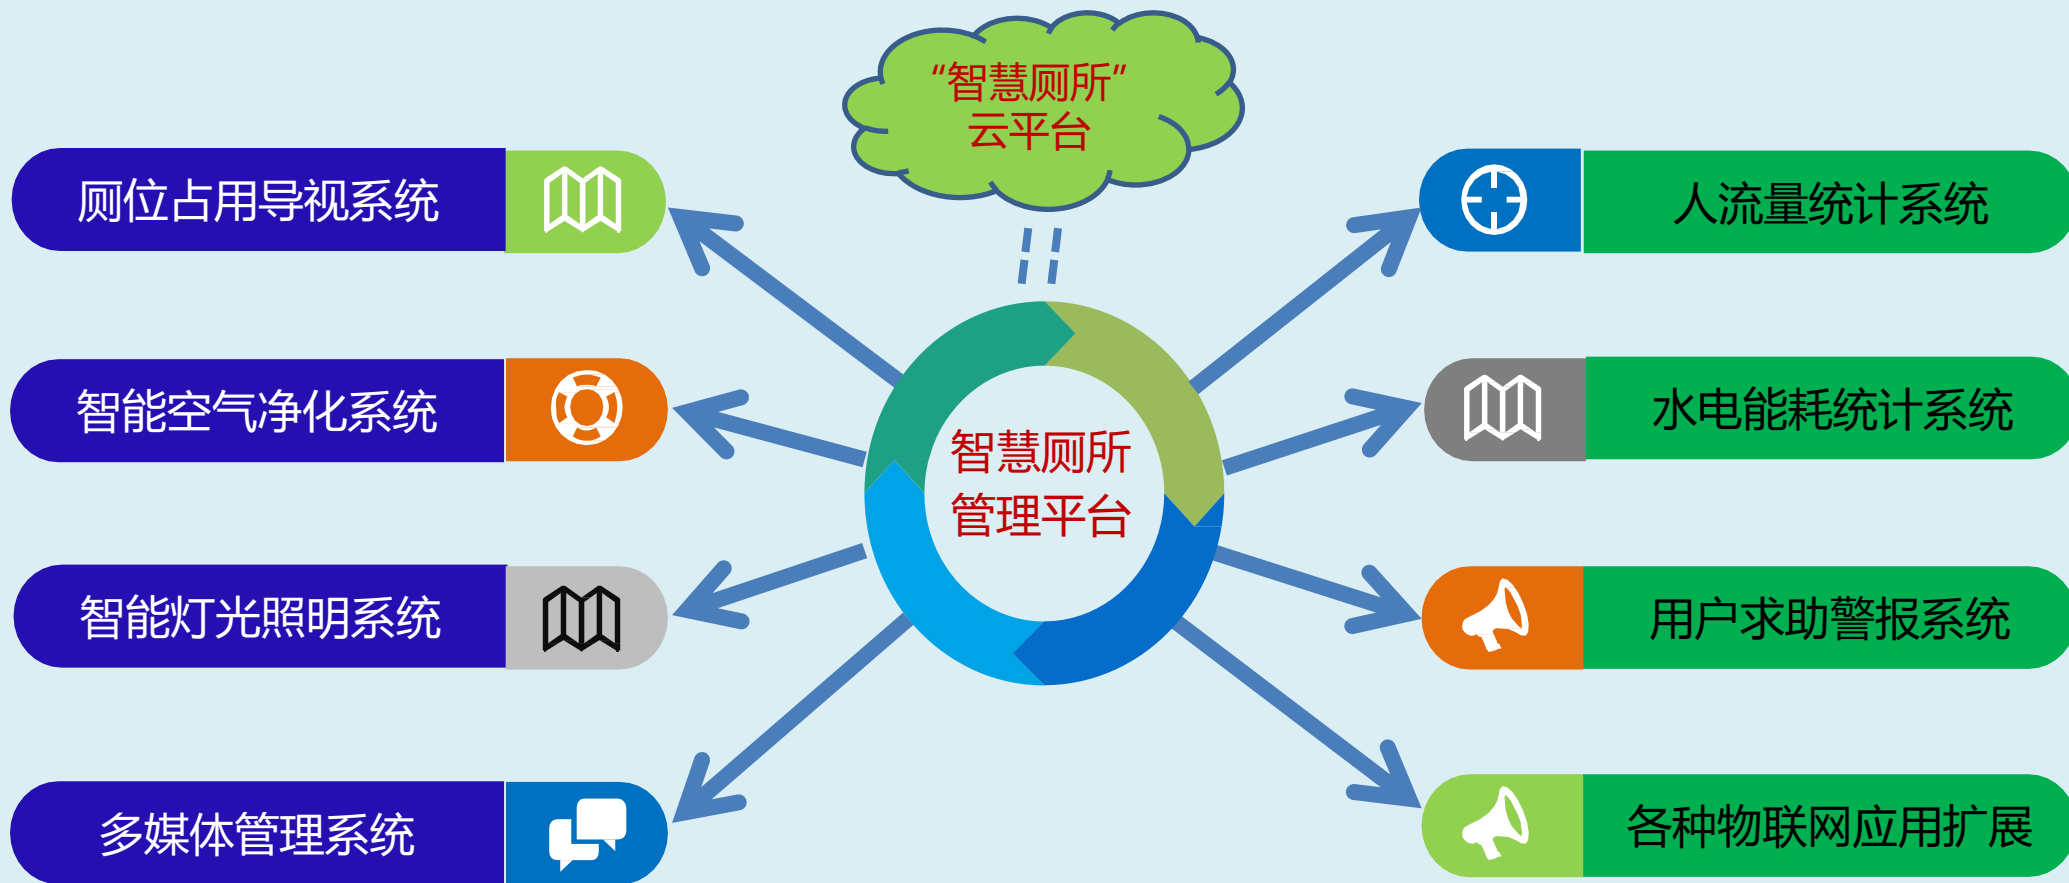 “智慧厕所”
云平台
厕位占用导视系统
人流量统计系统
智能空气净化系统
水电能耗统计系统
智慧厕所
管理平台
智能灯光照明系统
用户求助警报系统
多媒体管理系统
各种物联网应用扩展